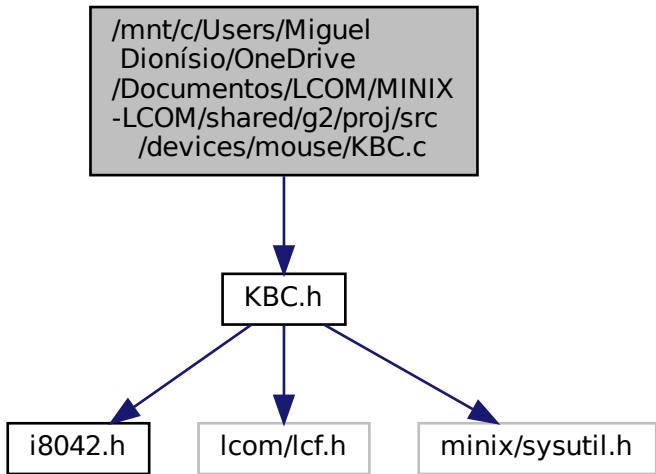 /mnt/c/Users/Miguel
Dionísio/OneDrive
/Documentos/LCOM/MINIX
-LCOM/shared/g2/proj/src
/devices/mouse/KBC.c
KBC.h
i8042.h
lcom/lcf.h
minix/sysutil.h